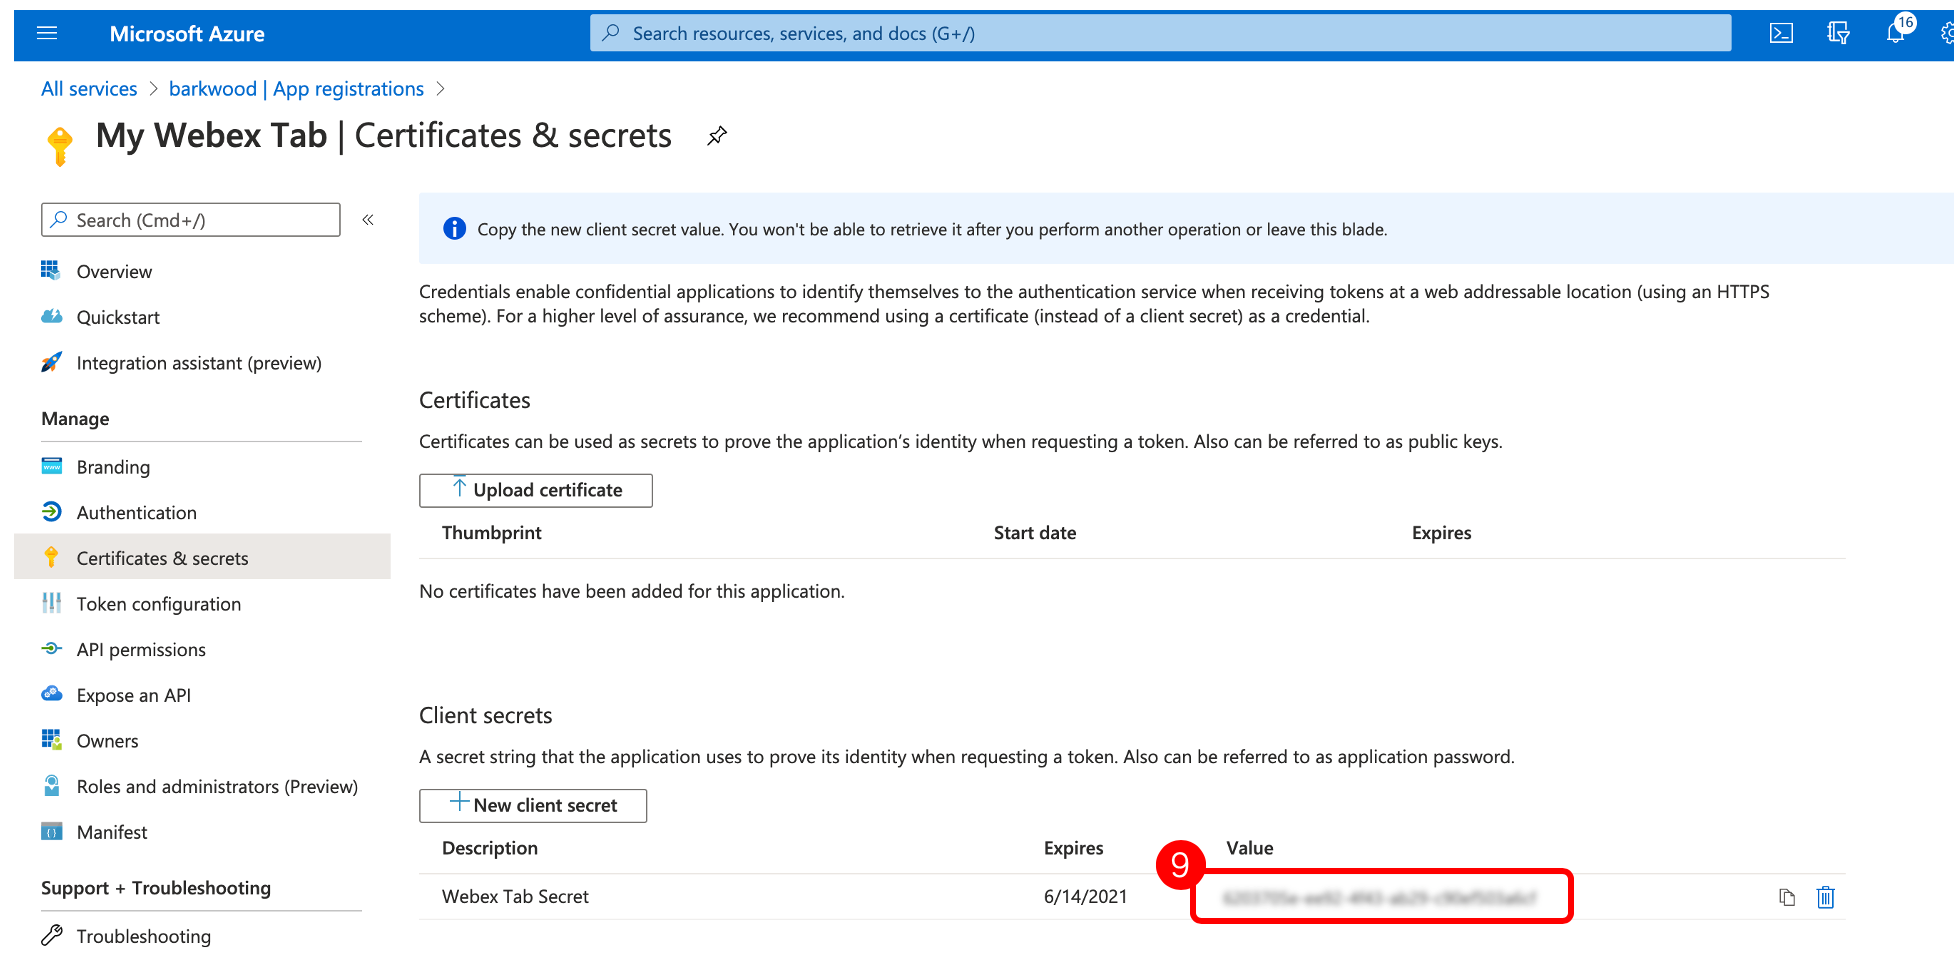 Microsoft Azure
Search resources, services, and docs (G+/)
16
All services > barkwood | App registrations >
My Webex Tab | Certificates & secrets
Search (Cmd+/)
«
Overview
Quickstart
Integration assistant (preview)
Manage
Branding
Authentication
Certificates & secrets
Token configuration
API permissions
Expose an API
Owners
Roles and administrators (Preview)
Manifest
Support + Troubleshooting
Troubleshooting
Copy the new client secret value. You won't be able to retrieve it after you perform another operation or leave this blade.
Credentials enable confidential applications to identify themselves to the authentication service when receiving tokens at a web addressable location (using an HTTPS
scheme). For a higher level of assurance, we recommend using a certificate (instead of a client secret) as a credential.
Certificates
Certificates can be used as secrets to prove the application's identity when requesting a token. Also can be referred to as public keys.
Upload certificate
Thumbprint Start date Expires
No certificates have been added for this application.
Client secrets
A secret string that the application uses to prove its identity when requesting a token. Also can be referred to as application password.
New client secret
Description Expires Value
9
Webex Tab Secret 6/14/2021